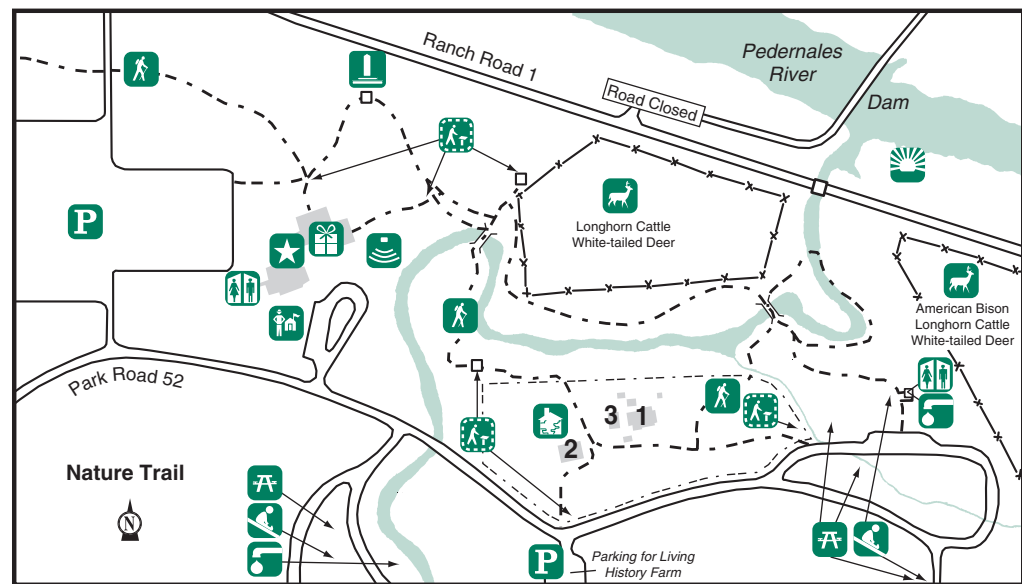 Ranch Road 1
Pedernales
River
Road Closed
Dam
P
Longhorn Cattle
White-tailed Deer
American Bison
Longhorn Cattle
White-tailed Deer
Park Road 52
3 1
2
Nature Trail
N
P
Parking for Living
History Farm